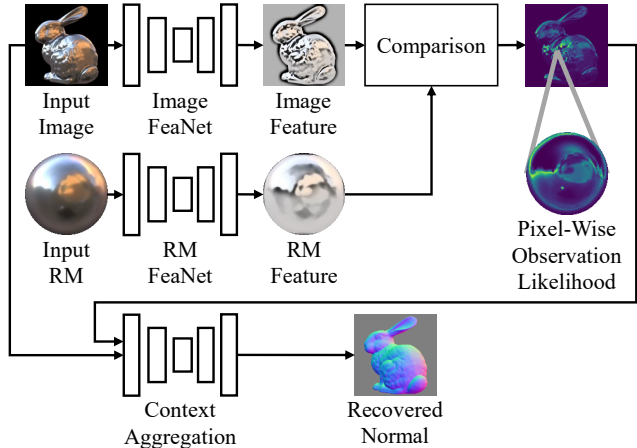 Comparison
Input
Image
Image
FeaNet
Image
Feature
Input
RM
RM
FeaNet
RM
Feature
Pixel-Wise
Observation
Likelihood
Context
Aggregation
Recovered
Normal